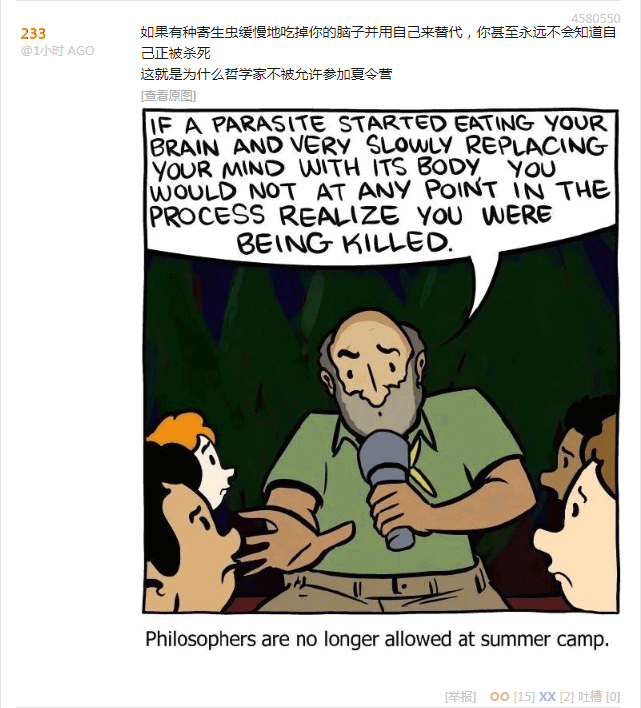 4580550
233
@1小时 AGO
如果有种寄生虫缓慢地吃掉你的脑子并用自己来替代，你甚至永远不会知道自
己正被杀死
这就是为什么哲学家不被允许参加夏令营
[查看原图]
IF A PARASITE STARTED EATING YOUR
BRAIN AND VERY SLOWLY REPLACING
YOUR MIND WITH ITS BODY, YOU
WOULD NOT AT ANY POINT IN THE
PROCESS REALIZE YOU WERE
BEING KILLED.
Philosophers are no longer allowed at summer camp.
[举报] OO [15] XX [2] 吐槽 [0]